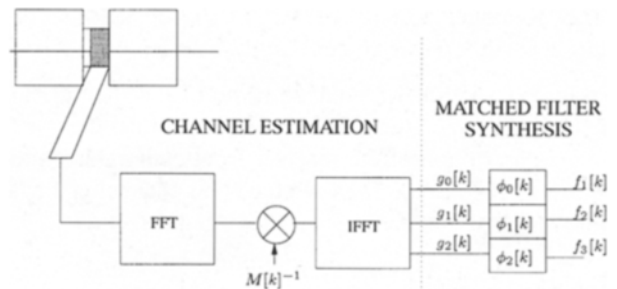 MATCHED FILTER
SYNTHESIS
CHANNEL ESTIMATION
g₀[k] ϕ₀[k] f₁[k]
FFT IFFT g₁[k] ϕ₁[k] f₂[k]
g₂[k] ϕ₂[k] f₃[k]
M[k]⁻¹